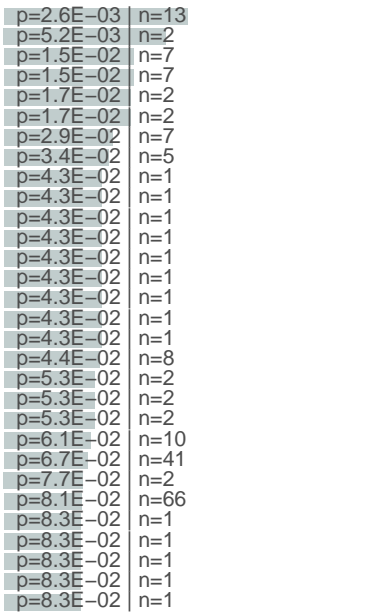 p=2.6E−03 | n=13
p=5.2E−03 | n=2
p=1.5E−02 | n=7
p=1.5E−02 | n=7
p=1.7E−02 | n=2
p=1.7E−02 | n=2
p=2.9E−02 | n=7
p=3.4E−02 | n=5
p=4.3E−02 | n=1
p=4.3E−02 | n=1
p=4.3E−02 | n=1
p=4.3E−02 | n=1
p=4.3E−02 | n=1
p=4.3E−02 | n=1
p=4.3E−02 | n=1
p=4.3E−02 | n=1
p=4.3E−02 | n=1
p=4.4E−02 | n=8
p=5.3E−02 | n=2
p=5.3E−02 | n=2
p=5.3E−02 | n=2
p=6.1E−02 | n=10
p=6.7E−02 | n=41
p=7.7E−02 | n=2
p=8.1E−02 | n=66
p=8.3E−02 | n=1
p=8.3E−02 | n=1
p=8.3E−02 | n=1
p=8.3E−02 | n=1
p=8.3E−02 | n=1